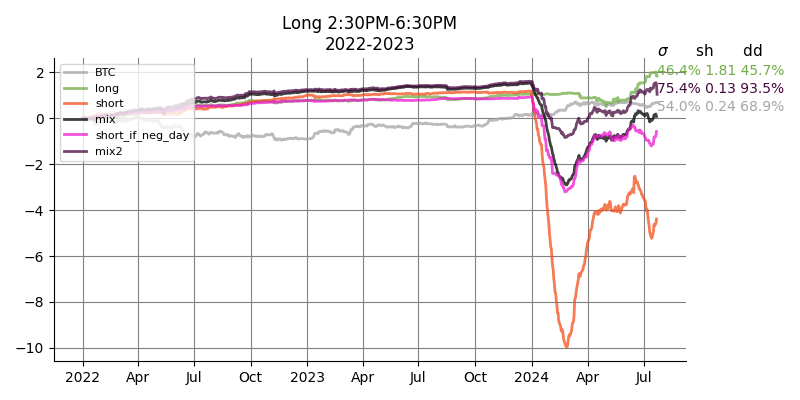 Long 2:30PM-6:30PM
2022-2023
σ sh dd
46.4% 1.81 45.7%
75.4% 0.13 93.5%
54.0% 0.24 68.9%
BTC
long
short
mix
short_if_neg_day
mix2
2
0
−2
−4
−6
−8
−10
2022 Apr Jul Oct 2023 Apr Jul Oct 2024 Apr Jul